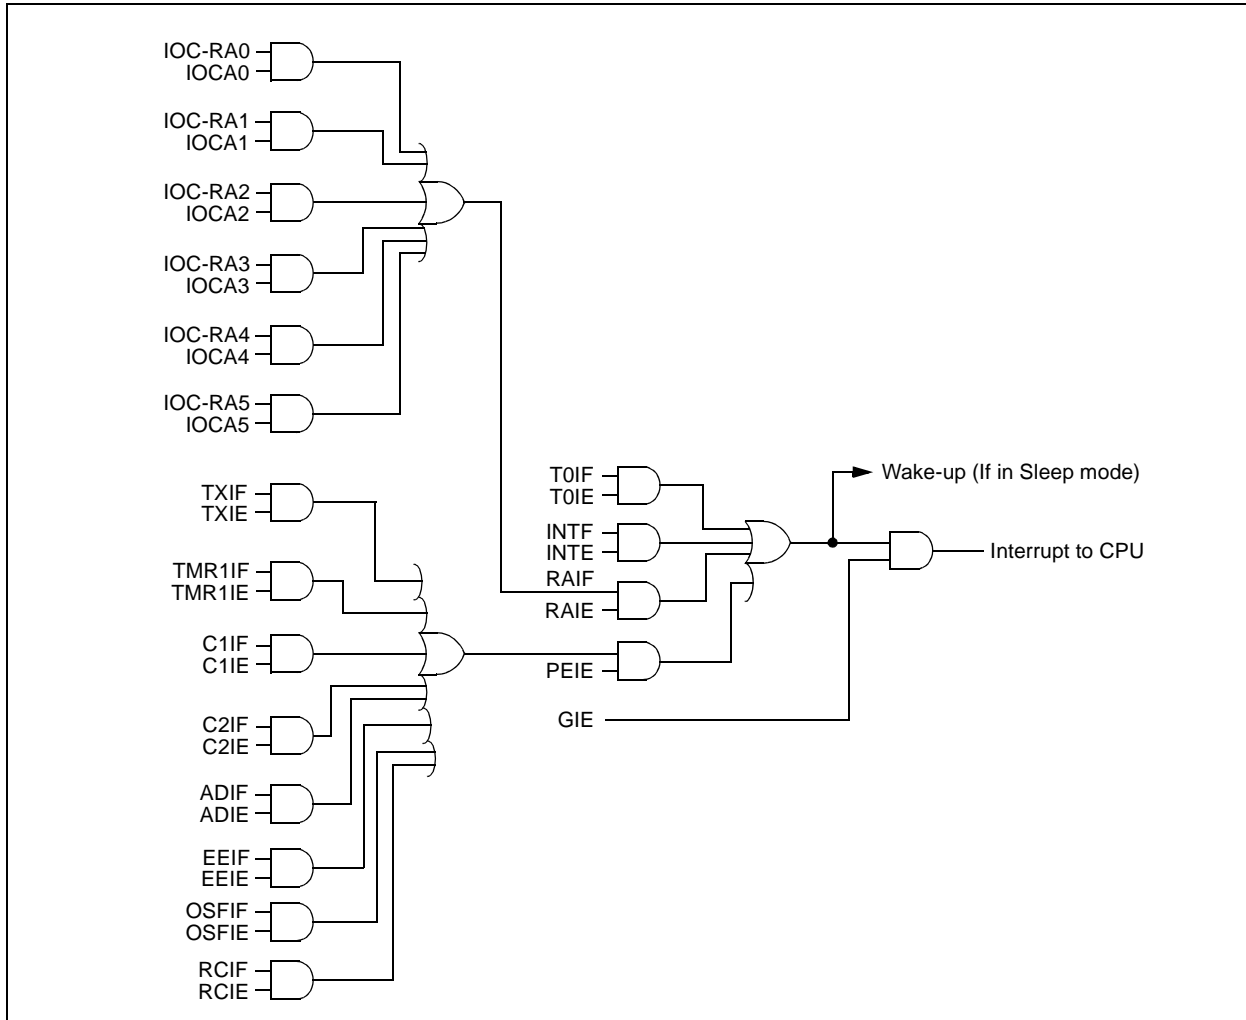 IOC-RA0
IOCA0
IOC-RA1
IOCA1
IOC-RA2
IOCA2
IOC-RA3
IOCA3
IOC-RA4
IOCA4
IOC-RA5
IOCA5
TXIF
TXIE
TMR1IF
TMR1IE
C1IF
C1IE
C2IF
C2IE
ADIF
ADIE
EEIF
EEIE
OSFIF
OSFIE
RCIF
RCIE
T0IF
T0IE
INTF
INTE
RAIF
RAIE
PEIE
GIE
Wake-up (If in Sleep mode)
Interrupt to CPU